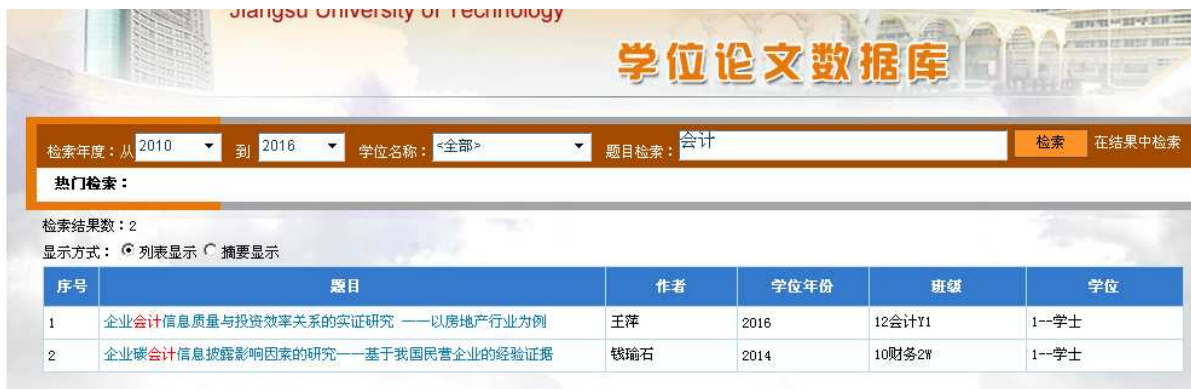 Jiangsu University of Technology
学位论文数据库
检索年度：从 2010 到 2016 学位名称：<全部> 题目检索：会计 检索 在结果中检索
热门检索：
检索结果数：2
显示方式： 列表显示 摘要显示
序号 题目 作者 学位年份 班级 学位
1 企业会计信息质量与投资效率关系的实证研究 ——以房地产行业为例 王萍 2016 12会计Y1 1--学士
2 企业碳会计信息披露影响因素的研究——基于我国民营企业的经验证据 钱瑜石 2014 10财务2W 1--学士